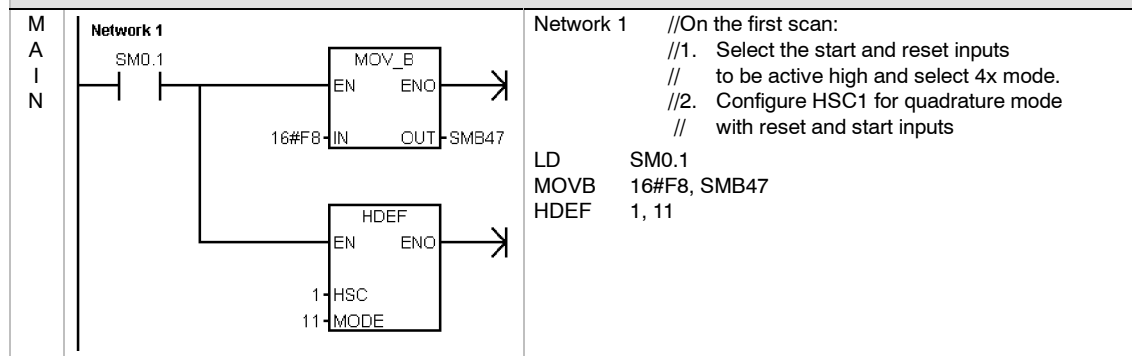 M
A
I
N
Network 1
SM0.1
MOV_B
EN ENO
16#F8 IN OUT SMB47
HDEF
EN ENO
1 HSC
11 MODE
Network 1 //On the first scan:
//1. Select the start and reset inputs
// to be active high and select 4x mode.
//2. Configure HSC1 for quadrature mode
// with reset and start inputs
LD SM0.1
MOVB 16#F8, SMB47
HDEF 1, 11